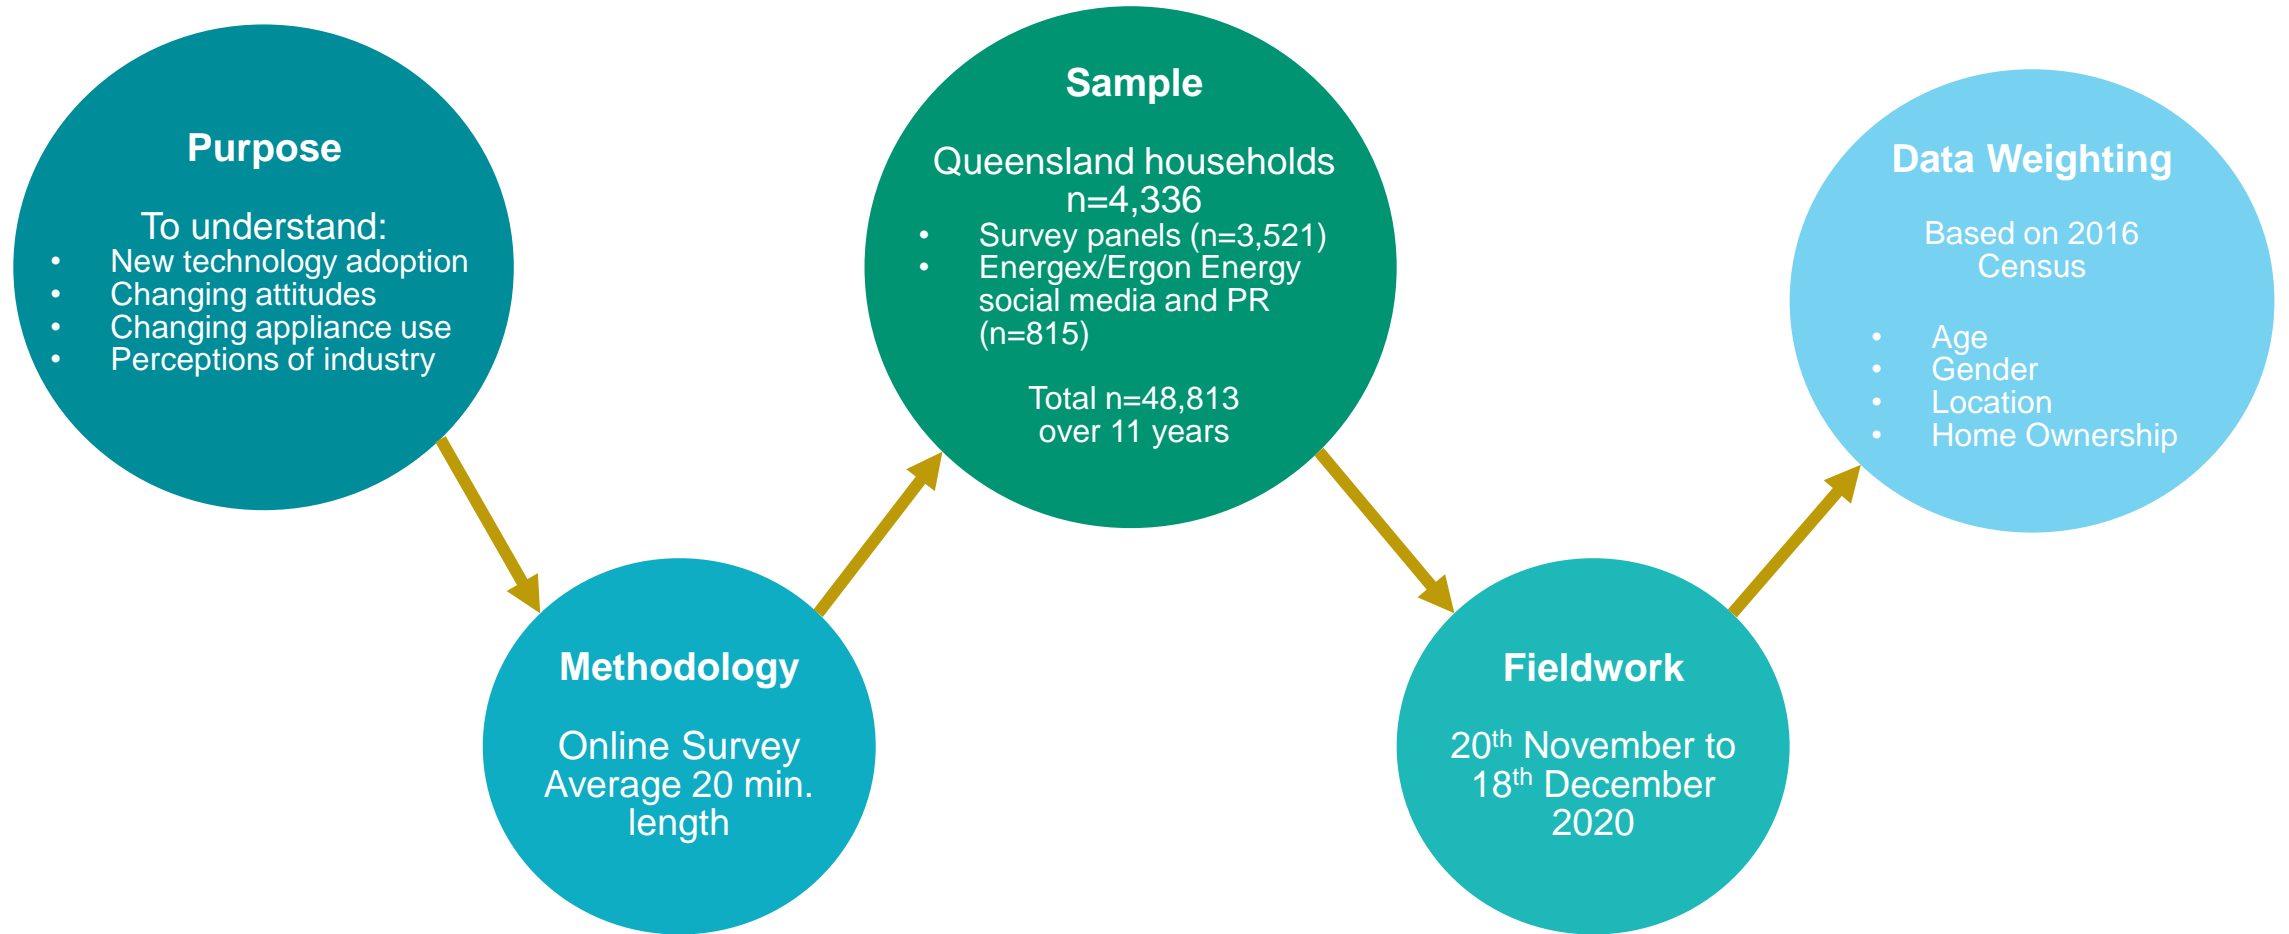 Purpose
To understand:
• New technology adoption
• Changing attitudes
• Changing appliance use
• Perceptions of industry
Methodology
Online Survey
Average 20 min.
length
Sample
Queensland households
n=4,336
• Survey panels (n=3,521)
• Energex/Ergon Energy
social media and PR
(n=815)
Total n=48,813
over 11 years
Fieldwork
20th November to
18th December
2020
Data Weighting
Based on 2016
Census
• Age
• Gender
• Location
• Home Ownership